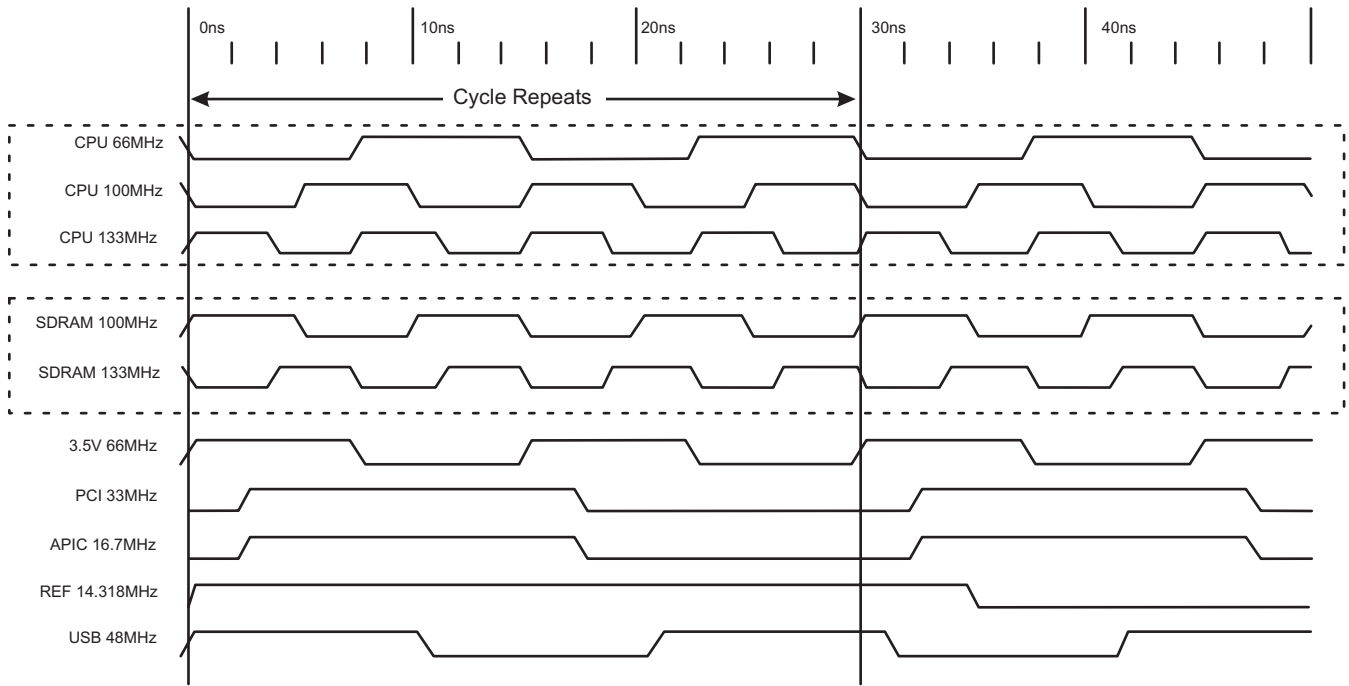 0ns
10ns
20ns
30ns
40ns
Cycle Repeats
CPU 66MHz
CPU 100MHz
CPU 133MHz
SDRAM 100MHz
SDRAM 133MHz
3.5V 66MHz
PCI 33MHz
APIC 16.7MHz
REF 14.318MHz
USB 48MHz